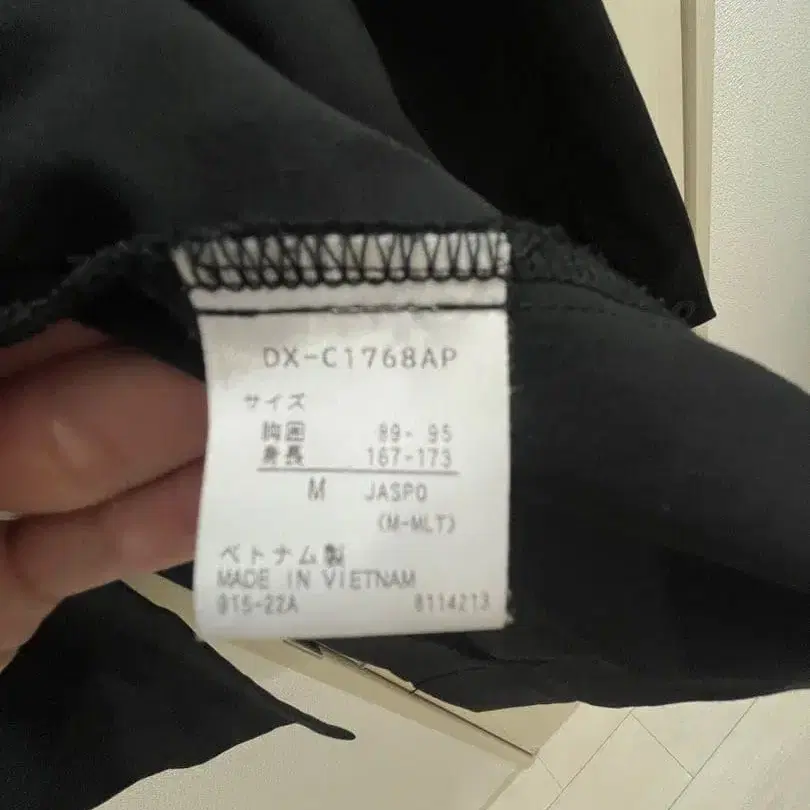 DX-C1768AP
サイズ
胸囲 89- 95
身長 167-173
M JASPO
(M-MLT)
ベトナム製
MADE IN VIETNAM
915-22A 8114213